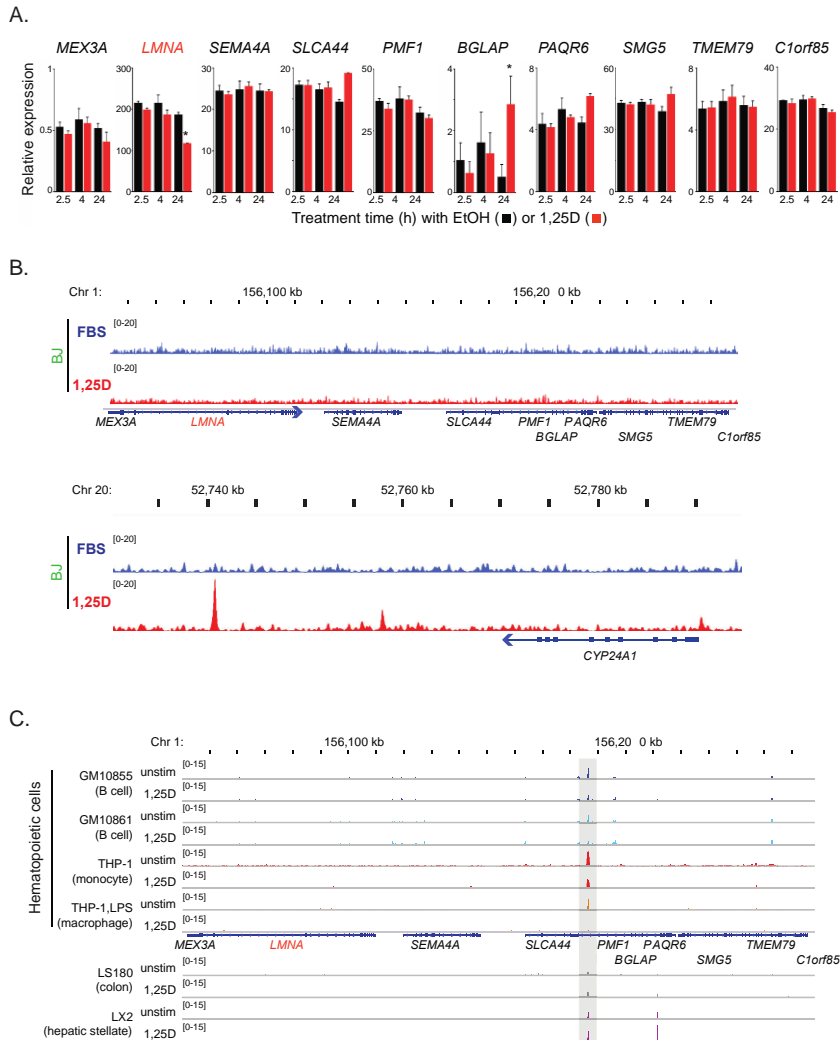 A.
MEX3A LMNA SEMA4A SLCA44 PMF1 BGLAP PAQR6 SMG5 TMEM79 C1orf85
Relative expression
1 300 30 20 50 4 8 60 8 40
* 
0.5 200 20 15 3 6 40 6
100 10 10 25 2 4 20 4 20
5 1 2 2
0 0 0 0 0 0 0 0 0 0
2.5 4 24 2.5 4 24 2.5 4 24 2.5 4 24 2.5 4 24 2.5 4 24 2.5 4 24 2.5 4 24 2.5 4 24 2.5 4 24
Treatment time (h) with EtOH (■) or 1,25D (■)
B.
Chr 1: 156,100 kb 156,20 0 kb
[0-20]
FBS
BJ
[0-20]
1,25D
MEX3A LMNA SEMA4A SLCA44 PMF1 PAQR6 TMEM79
BGLAP SMG5 C1orf85
Chr 20: 52,740 kb 52,760 kb 52,780 kb
[0-20]
FBS
BJ
[0-20]
1,25D
CYP24A1
C.
Chr 1: 156,100 kb 156,20 0 kb
Hematopoietic cells
GM10855 unstim [0-15]
(B cell) 1,25D [0-15]
GM10861 unstim [0-15]
(B cell) 1,25D [0-15]
THP-1 unstim [0-15]
(monocyte) 1,25D [0-15]
THP-1,LPS unstim [0-15]
(macrophage) 1,25D [0-15]
MEX3A LMNA SEMA4A SLCA44 PMF1 PAQR6 TMEM79
BGLAP SMG5 C1orf85
LS180 unstim [0-15]
(colon) 1,25D [0-15]
LX2 unstim [0-15]
(hepatic stellate) 1,25D [0-15]